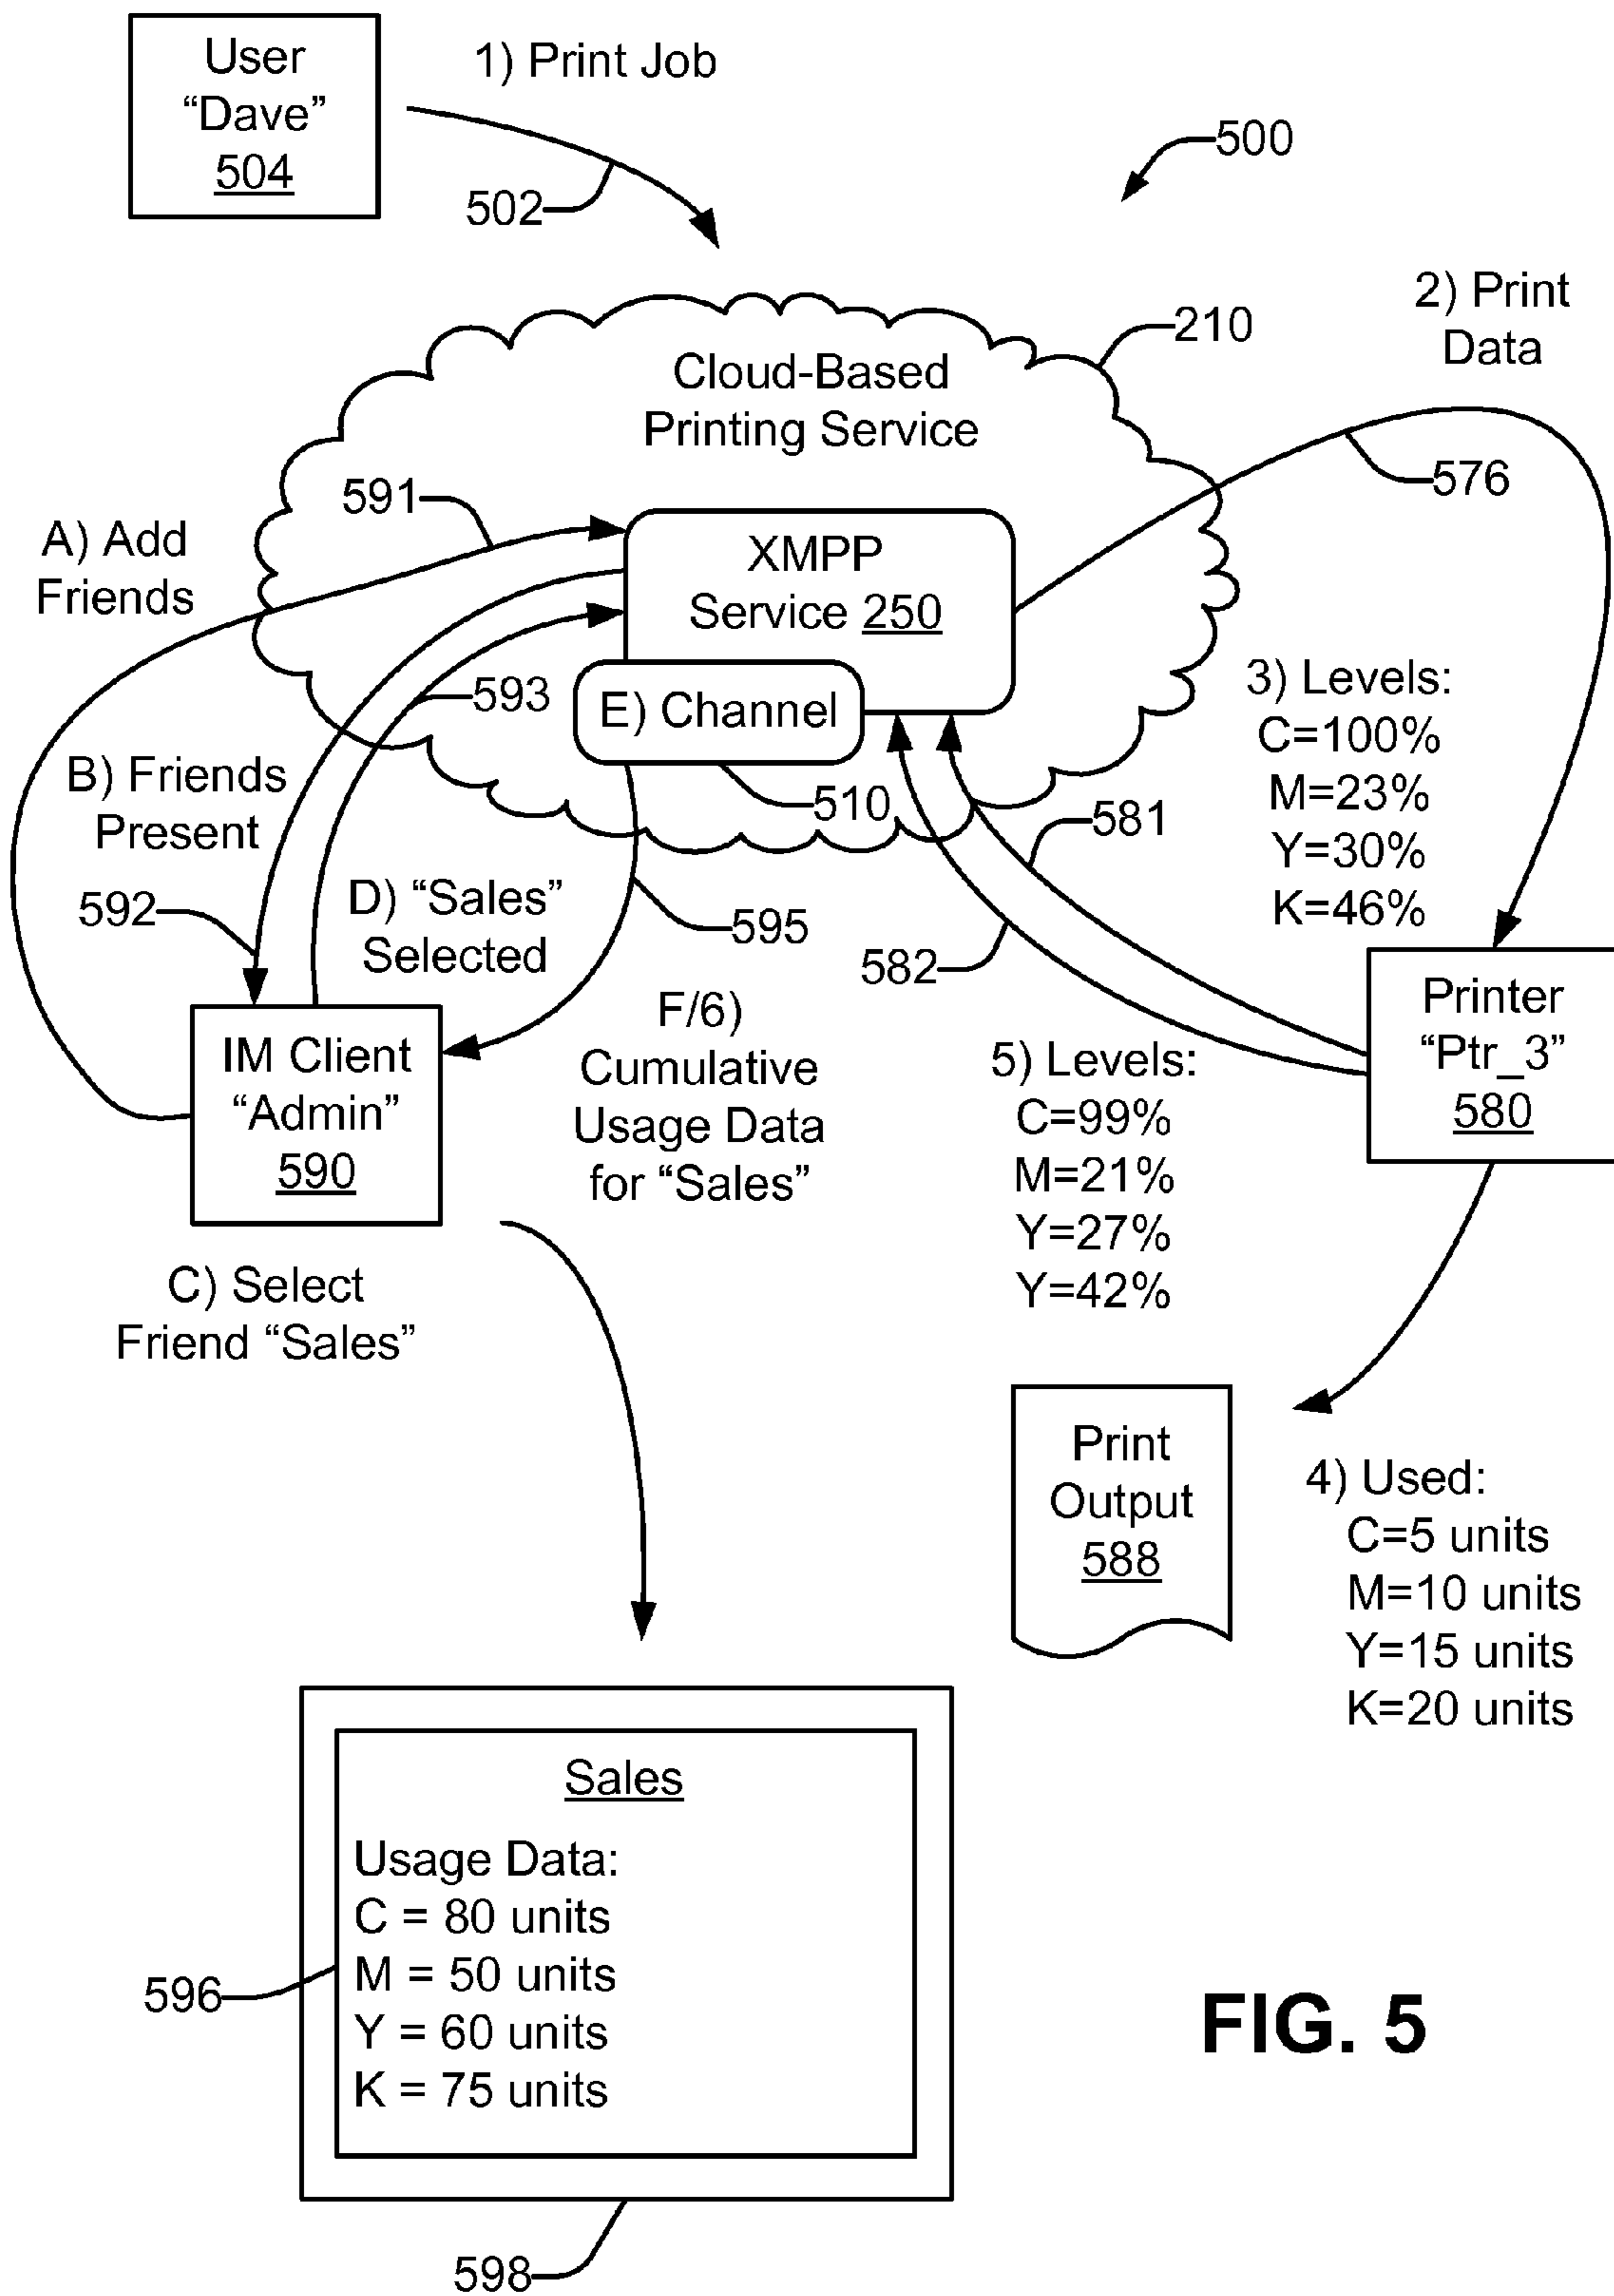 User
“Dave”
504
1) Print Job
502
500
210
Cloud-Based
Printing Service
2) Print
Data
576
591
A) Add
Friends
XMPP
Service 250
593
E) Channel
510
B) Friends
Present
592
D) “Sales”
Selected
595
581
582
3) Levels:
C=100%
M=23%
Y=30%
K=46%
IM Client
“Admin”
590
F/6)
Cumulative
Usage Data
for “Sales”
5) Levels:
C=99%
M=21%
Y=27%
Y=42%
Printer
“Ptr_3”
580
C) Select
Friend “Sales”
Print
Output
588
4) Used:
C=5 units
M=10 units
Y=15 units
K=20 units
Sales
Usage Data:
C = 80 units
M = 50 units
Y = 60 units
K = 75 units
596
598
FIG. 5